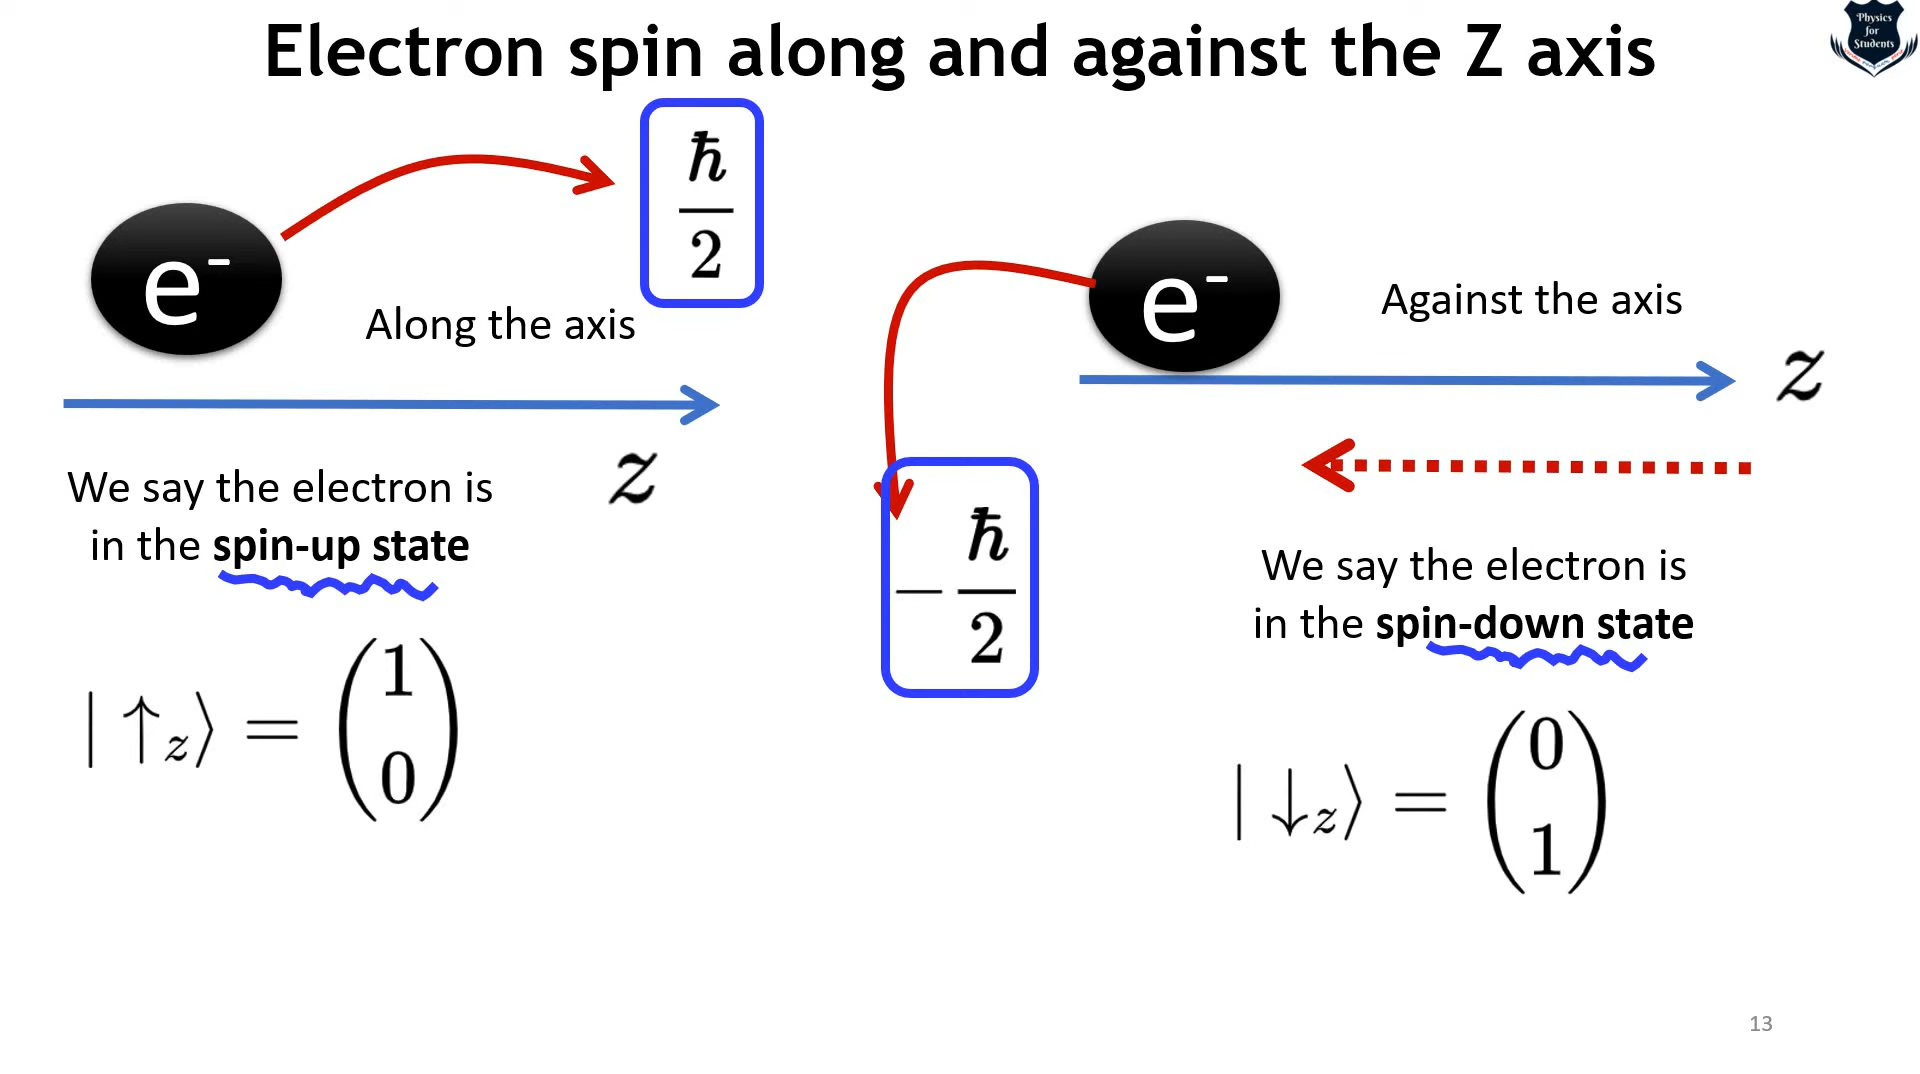 Electron spin along and against the Z axis
Physics
for
Students
ħ
2
e⁻
Along the axis
z
We say the electron is
in the spin-up state
|↑z⟩ = (1
0)
e⁻
Against the axis
z
−ħ
2
We say the electron is
in the spin-down state
|↓z⟩ = (0
1)
13